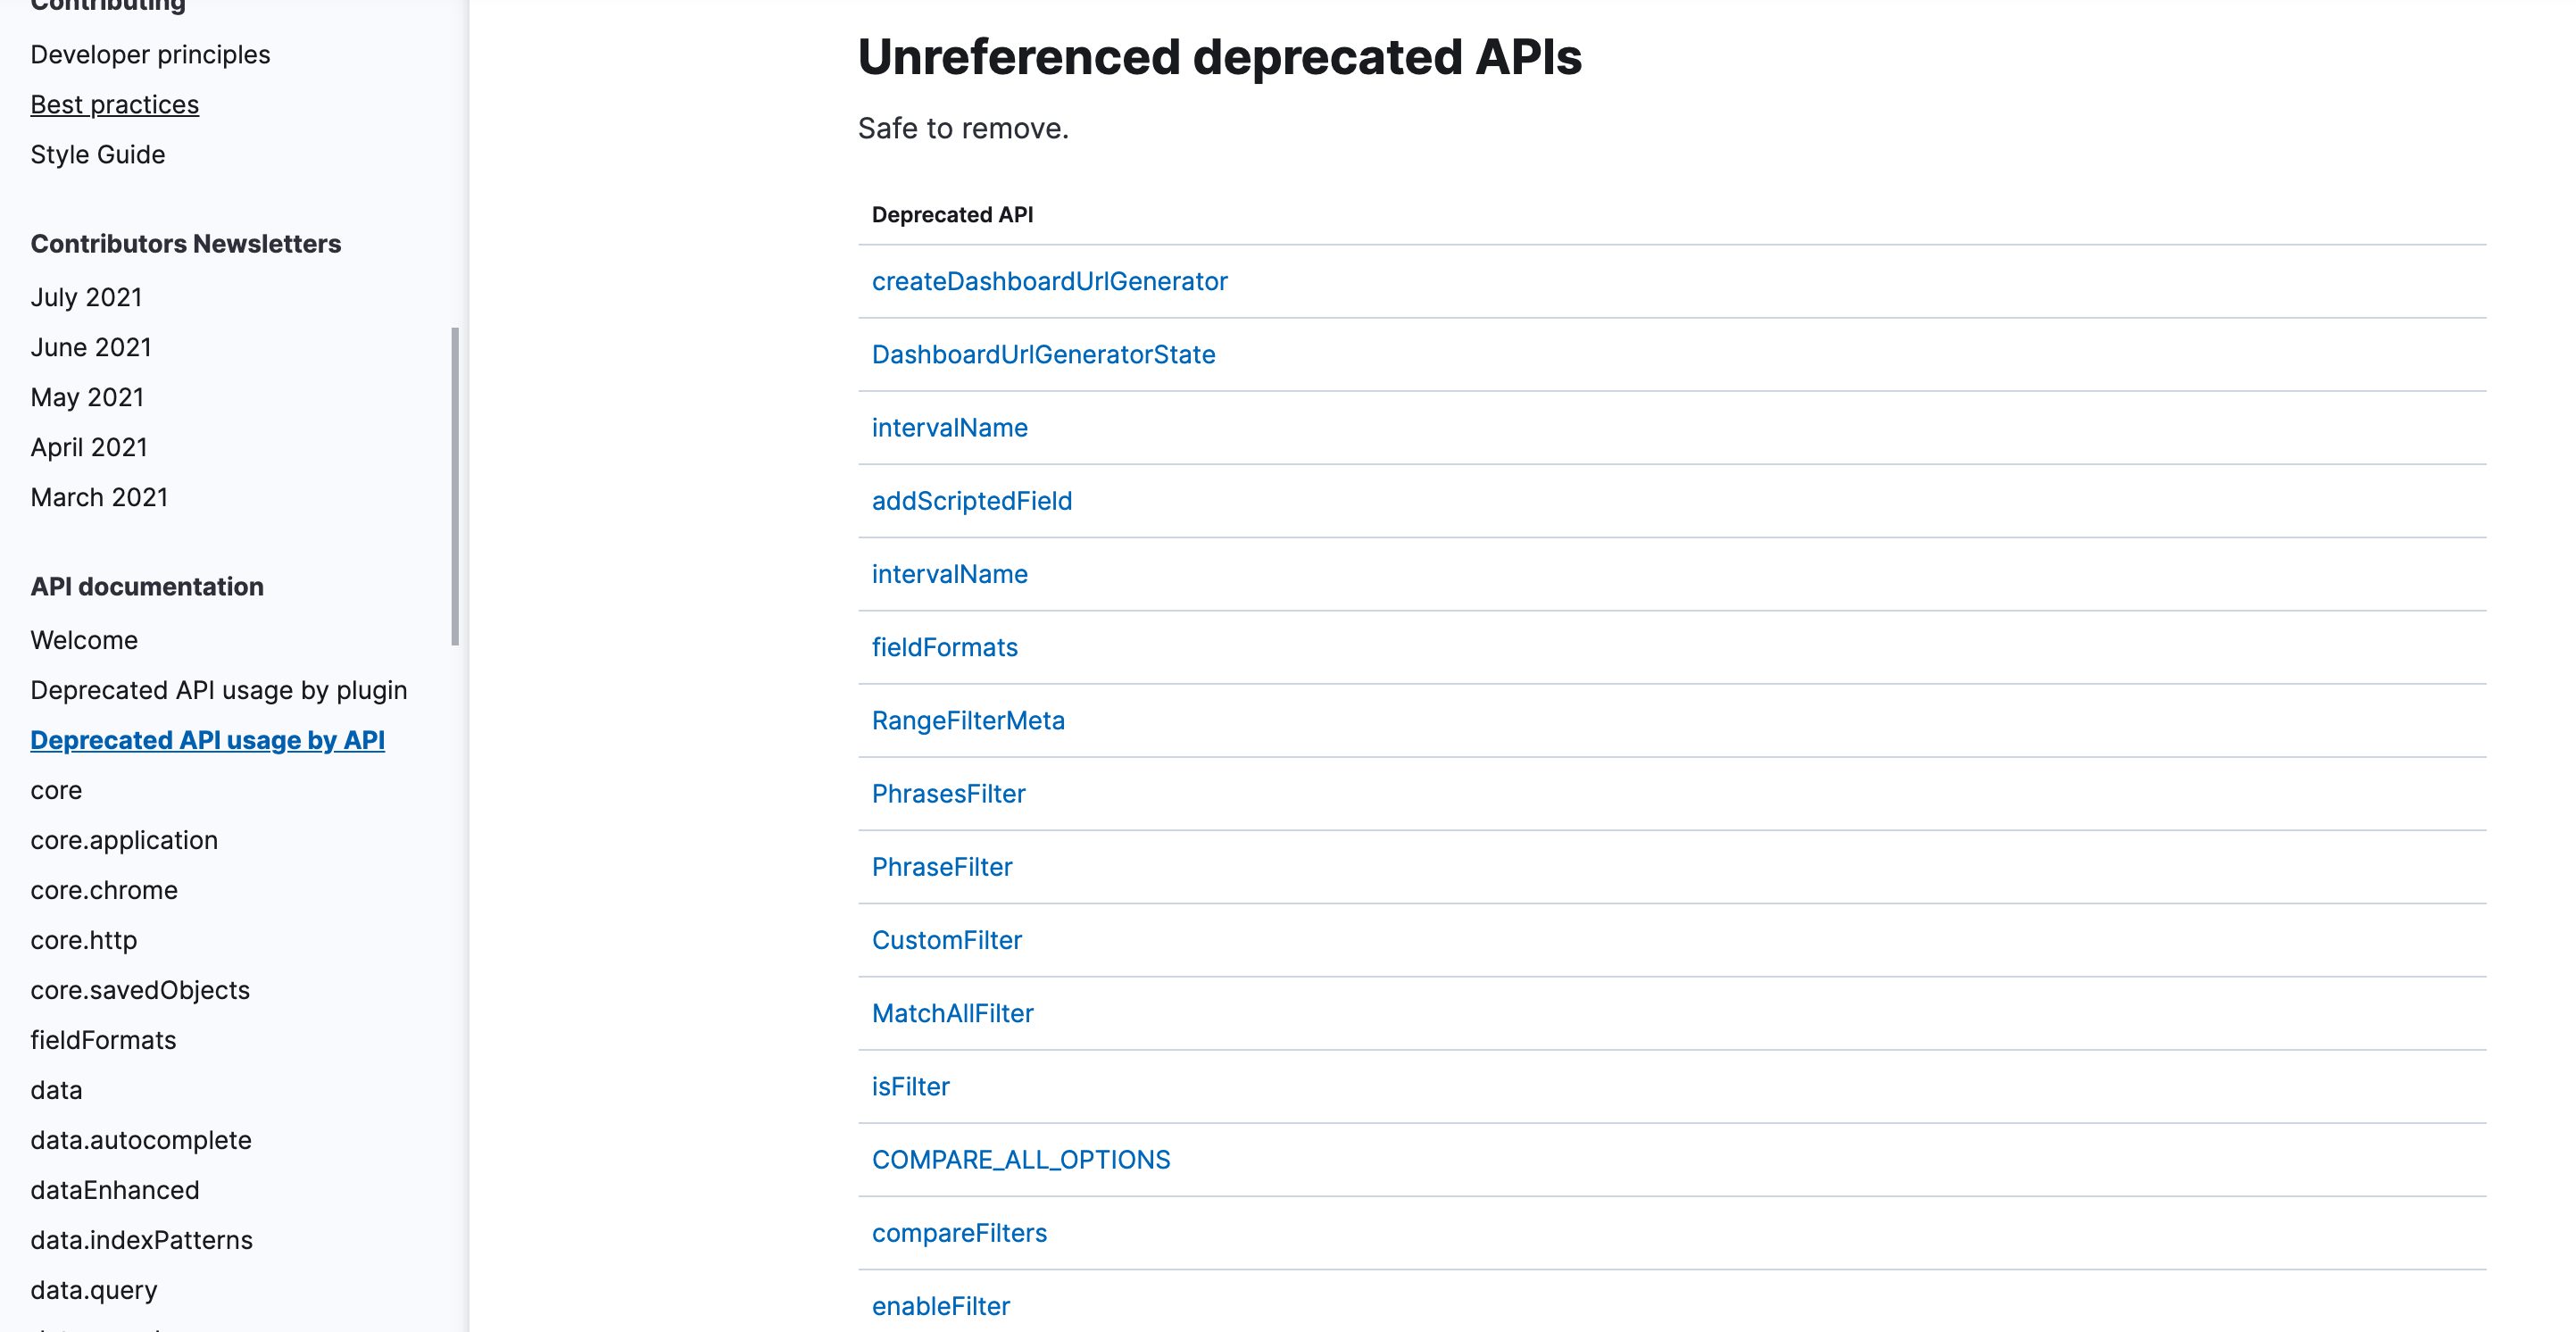 Contributing
Developer principles
Best practices
Style Guide
Contributors Newsletters
July 2021
June 2021
May 2021
April 2021
March 2021
API documentation
Welcome
Deprecated API usage by plugin
Deprecated API usage by API
core
core.application
core.chrome
core.http
core.savedObjects
fieldFormats
data
data.autocomplete
dataEnhanced
data.indexPatterns
data.query
Unreferenced deprecated APIs
Safe to remove.
Deprecated API
createDashboardUrlGenerator
DashboardUrlGeneratorState
intervalName
addScriptedField
intervalName
fieldFormats
RangeFilterMeta
PhrasesFilter
PhraseFilter
CustomFilter
MatchAllFilter
isFilter
COMPARE_ALL_OPTIONS
compareFilters
enableFilter